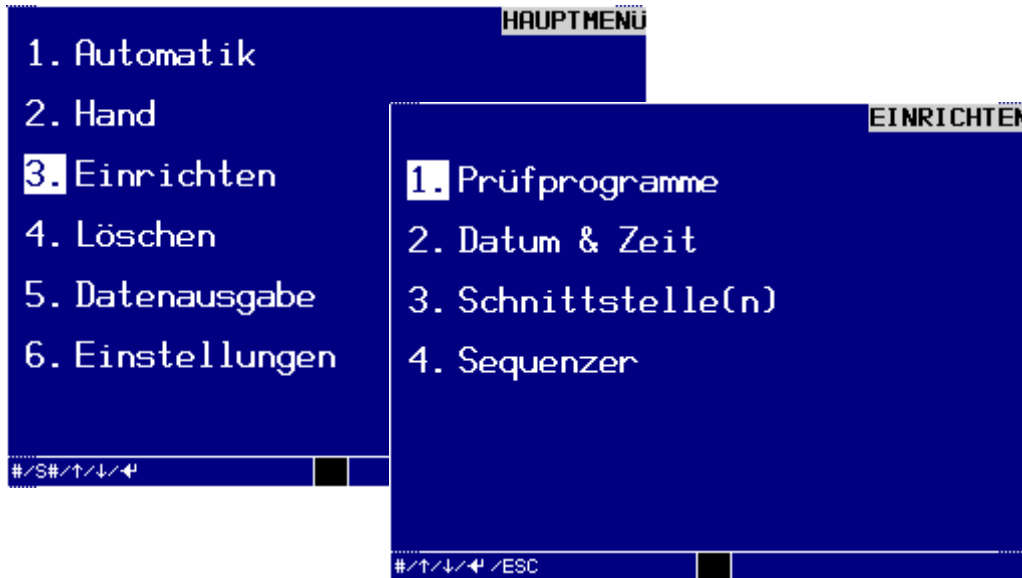 HAUPTMENÜ
1. Automatik
2. Hand
3. Einrichten
4. Löschen
5. Datenausgabe
6. Einstellungen
#/S#/↑/↓/↵
EINRICHTEN
1. Prüfprogramme
2. Datum & Zeit
3. Schnittstelle(n)
4. Sequenzer
#/↑/↓/↵ /ESC